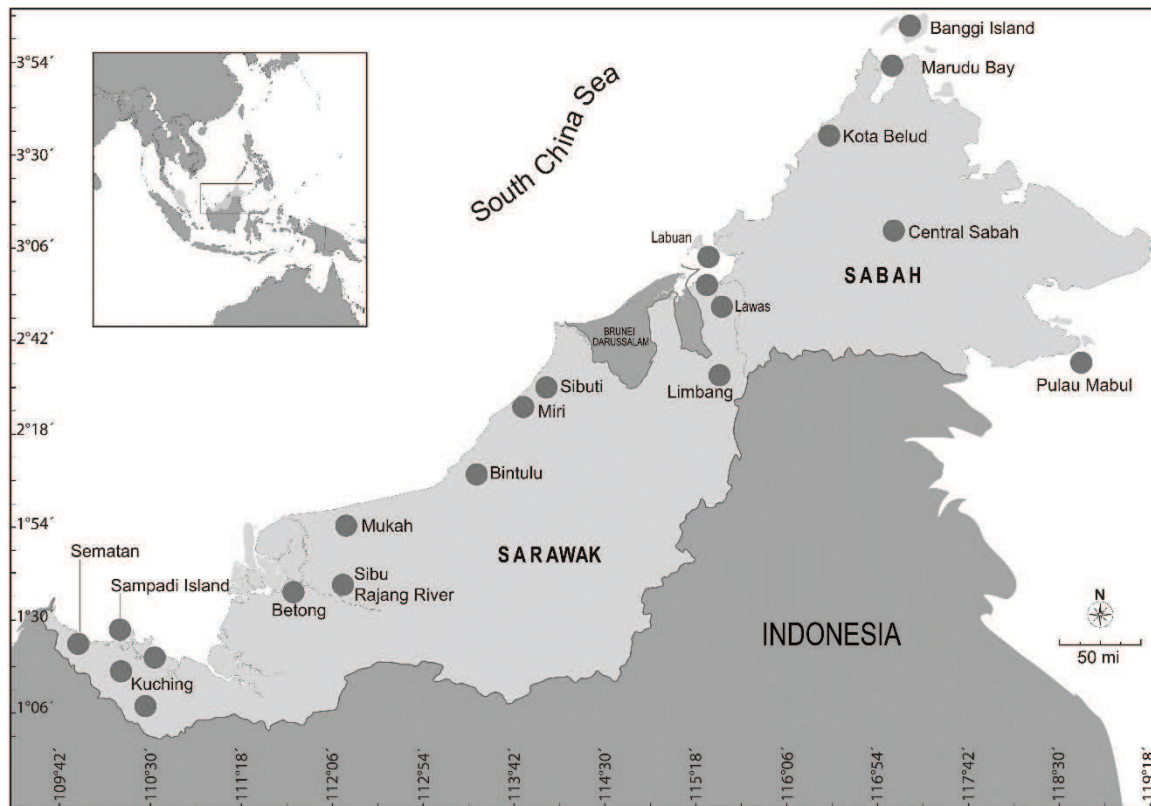 Banggi Island
Marudu Bay
Kota Belud
South China Sea
Central Sabah
Labuan
SABAH
Lawas
BRUNEI
DARUSSALAM
Limbang
Pulau Mabul
Sibuti
Miri
Bintulu
Mukah
SARAWAK
Sematan
Sampadi Island
Sibu
Rajang River
Betong
Kuching
INDONESIA
N
50 mi
3°54´
3°30´
3°06´
2°42´
2°18´
1°54´
1°30´
1°06´
109°42´
110°30´
111°18´
112°06´
112°54´
113°42´
114°30´
115°18´
116°06´
116°54´
117°42´
118°30´
119°18´